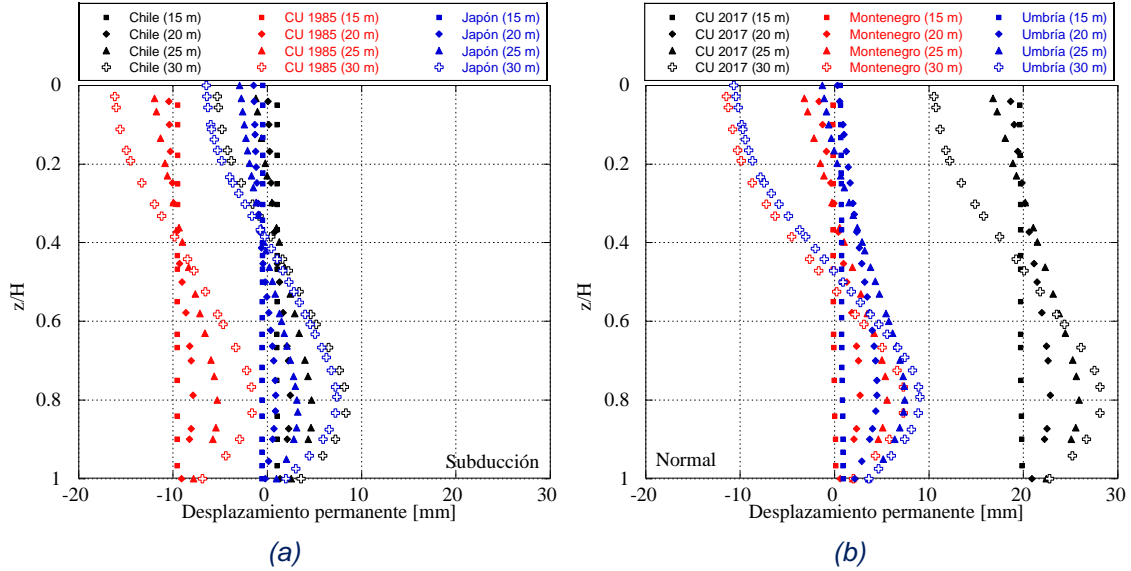 Chile (15 m) CU 1985 (15 m) Japón (15 m)
Chile (20 m) CU 1985 (20 m) Japón (20 m)
Chile (25 m) CU 1985 (25 m) Japón (25 m)
Chile (30 m) CU 1985 (30 m) Japón (30 m)
0
0.2
0.4
0.6
0.8
1
z/H
Subducción
-20 -10 0 10 20 30
Desplazamiento permanente [mm]
(a)
CU 2017 (15 m) Montenegro (15 m) Umbría (15 m)
CU 2017 (20 m) Montenegro (20 m) Umbría (20 m)
CU 2017 (25 m) Montenegro (25 m) Umbría (25 m)
CU 2017 (30 m) Montenegro (30 m) Umbría (30 m)
0
0.2
0.4
0.6
0.8
1
z/H
Normal
-20 -10 0 10 20 30
Desplazamiento permanente [mm]
(b)